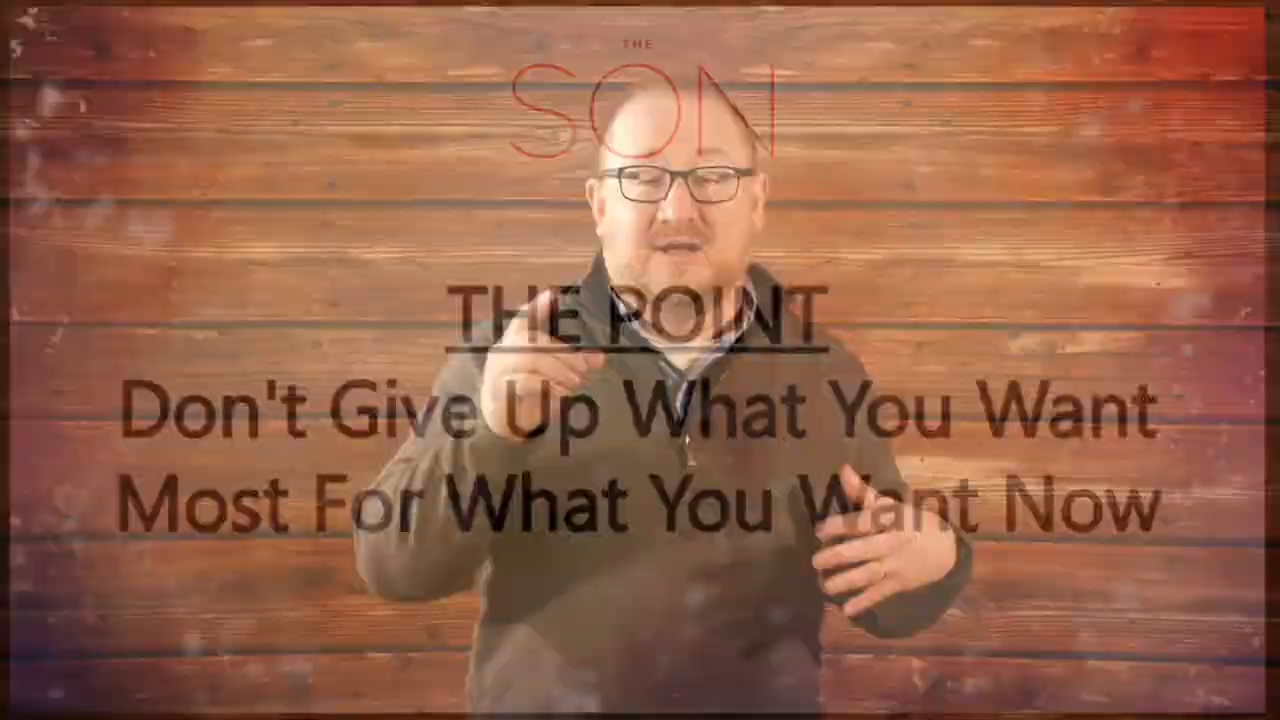 THE
SON
THE POINT
Don't Give Up What You Want
Most For What You Want Now